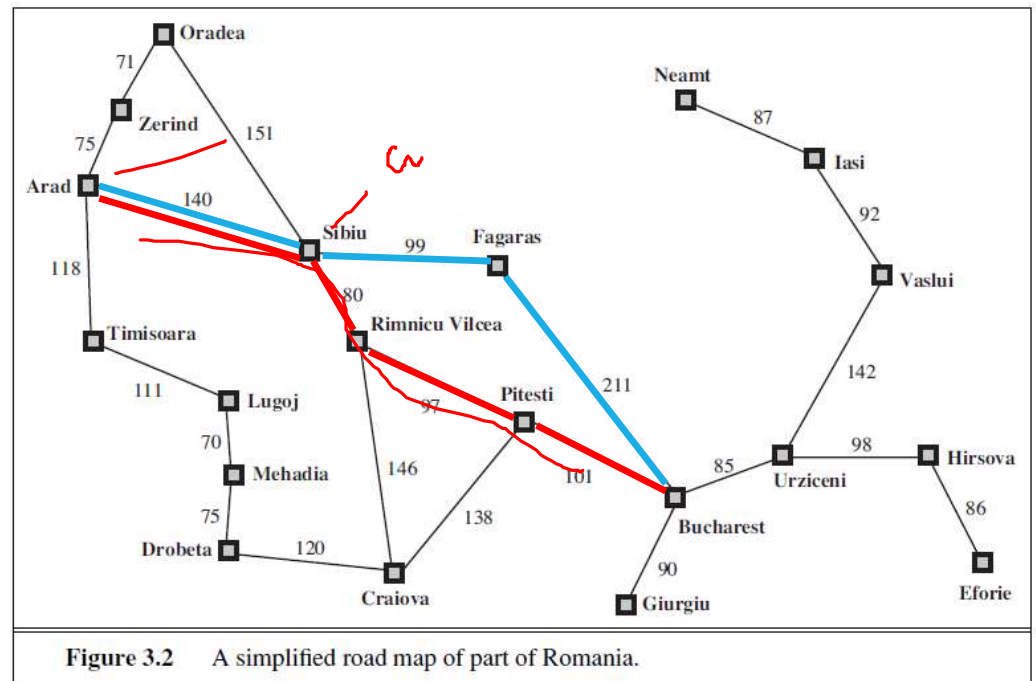 Oradea
71
Neamt
87
Zerind
151
75
Iasi
Arad
140
92
Sibiu
Fagaras
99
118
Vaslui
80
Timisoara
Rimnicu Vilcea
142
111
Lugoj
Pitesti
211
97
70
98
Hirsova
146
85
Mehadia
101
Urziceni
86
75
138
Bucharest
Drobeta
120
90
Eforie
Craiova
Giurgiu
Figure 3.2 A simplified road map of part of Romania.